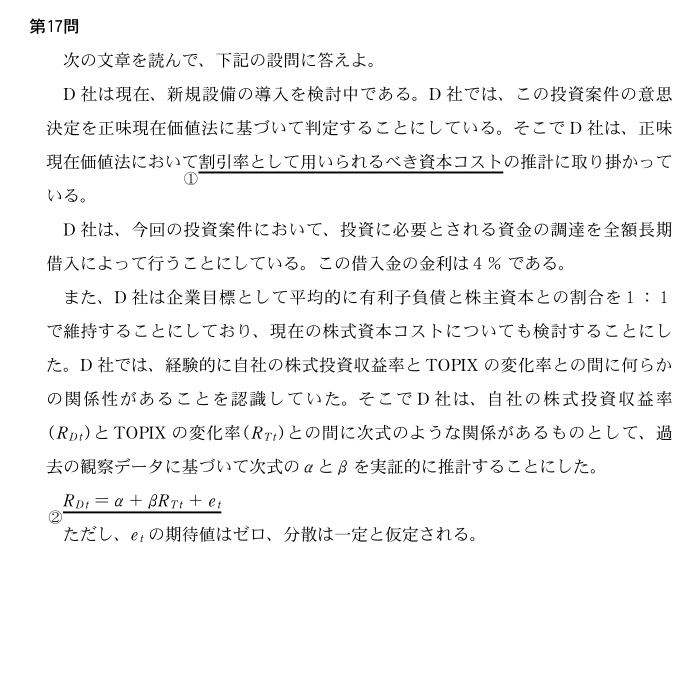 第17問
次の文章を読んで、下記の設問に答えよ。
D 社は現在、新規設備の導入を検討中である。D 社では、この投資案件の意思
決定を正味現在価値法に基づいて判定することにしている。そこで D 社は、正味
現在価値法において割引率として用いられるべき資本コストの推計に取り掛かって
①
いる。
D 社は、今回の投資案件において、投資に必要とされる資金の調達を全額長期
借入によって行うことにしている。この借入金の金利は 4 % である。
また、D 社は企業目標として平均的に有利子負債と株主資本との割合を 1 : 1
で維持することにしており、現在の株式資本コストについても検討することにし
た。D 社では、経験的に自社の株式投資収益率と TOPIX の変化率との間に何らか
の関係性があることを認識していた。そこで D 社は、自社の株式投資収益率
(RDt)と TOPIX の変化率(RTt)との間に次式のような関係があるものとして、過
去の観察データに基づいて次式の α と β を実証的に推計することにした。
RDt = α + βRTt + et
②
ただし、et の期待値はゼロ、分散は一定と仮定される。